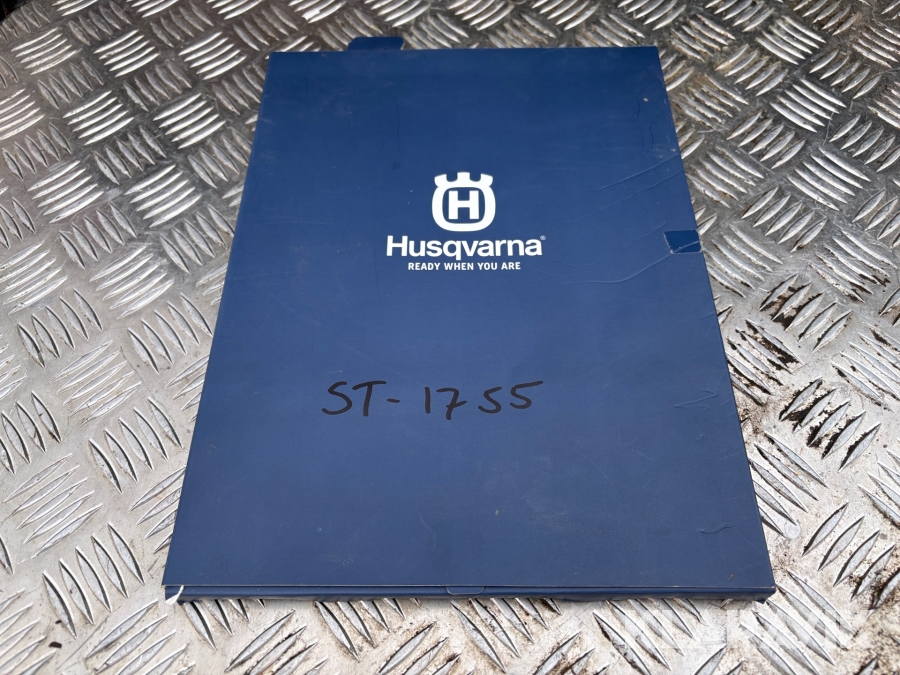 H
Husqvarna®
READY WHEN YOU ARE
ST-1755